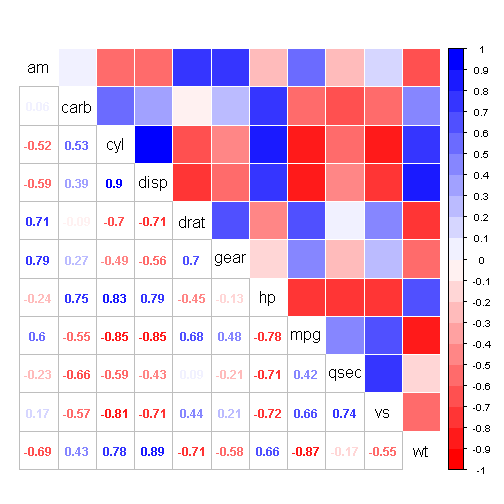 am
0.06 carb
-0.52 0.53 cyl
-0.59 0.39 0.9 disp
0.71 -0.09 -0.7 -0.71 drat
0.79 0.27 -0.49 -0.56 0.7 gear
-0.24 0.75 0.83 0.79 -0.45 -0.13 hp
0.6 -0.55 -0.85 -0.85 0.68 0.48 -0.78 mpg
-0.23 -0.66 -0.59 -0.43 0.09 -0.21 -0.71 0.42 qsec
0.17 -0.57 -0.81 -0.71 0.44 0.21 -0.72 0.66 0.74 vs
-0.69 0.43 0.78 0.89 -0.71 -0.58 0.66 -0.87 -0.17 -0.55 wt
1
0.9
0.8
0.7
0.6
0.5
0.4
0.3
0.2
0.1
0
-0.1
-0.2
-0.3
-0.4
-0.5
-0.6
-0.7
-0.8
-0.9
-1